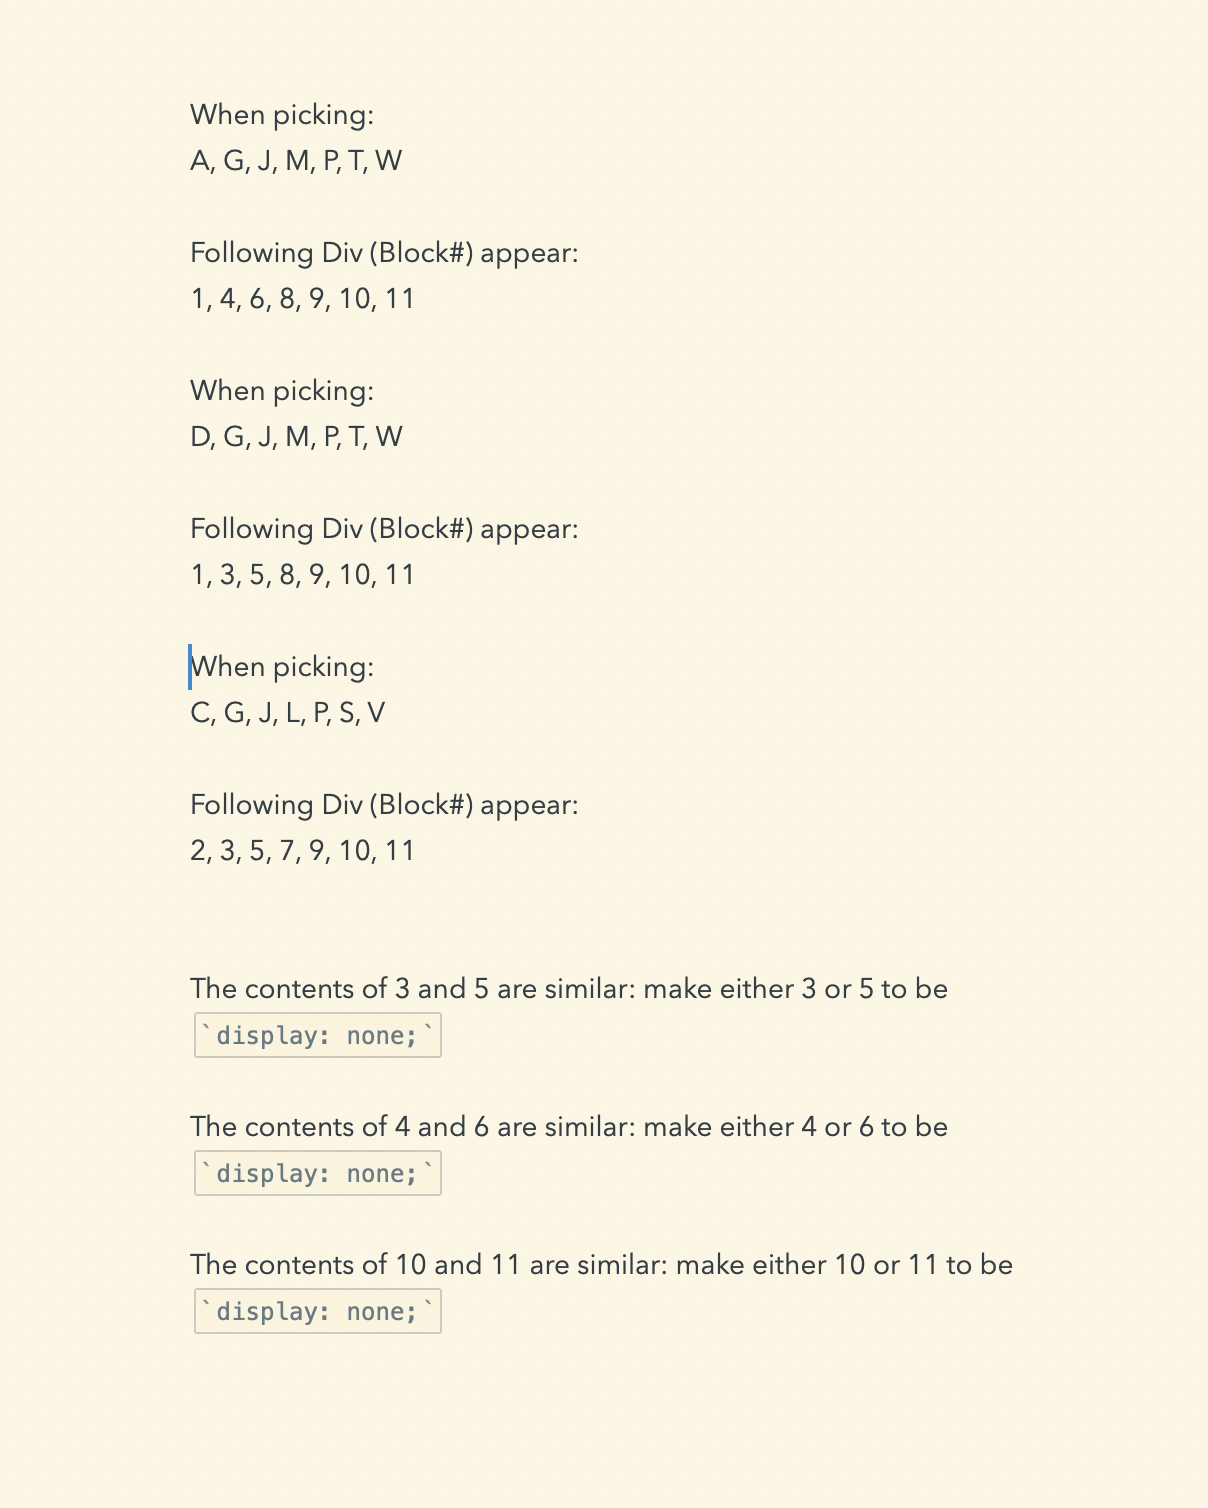 When picking:
A, G, J, M, P, T, W
Following Div (Block#) appear:
1, 4, 6, 8, 9, 10, 11
When picking:
D, G, J, M, P, T, W
Following Div (Block#) appear:
1, 3, 5, 8, 9, 10, 11
When picking:
C, G, J, L, P, S, V
Following Div (Block#) appear:
2, 3, 5, 7, 9, 10, 11
The contents of 3 and 5 are similar: make either 3 or 5 to be
`display: none;`
The contents of 4 and 6 are similar: make either 4 or 6 to be
`display: none;`
The contents of 10 and 11 are similar: make either 10 or 11 to be
`display: none;`